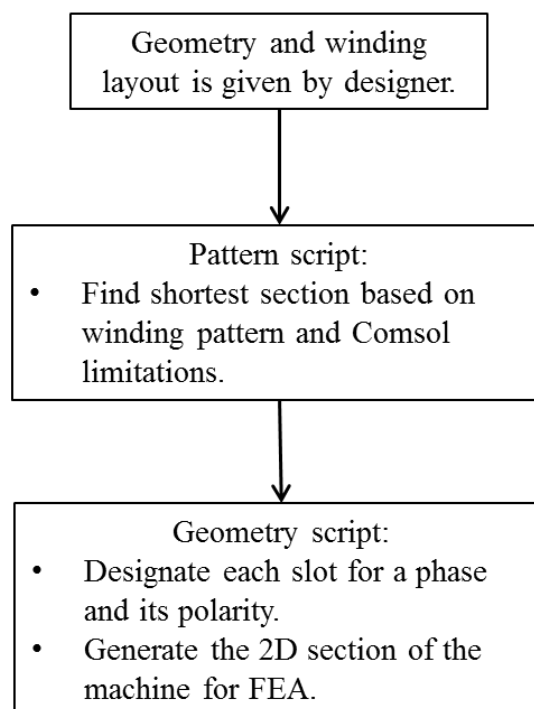 Geometry and winding
layout is given by designer.
Pattern script:
• Find shortest section based on
winding pattern and Comsol
limitations.
Geometry script:
• Designate each slot for a phase
and its polarity.
• Generate the 2D section of the
machine for FEA.